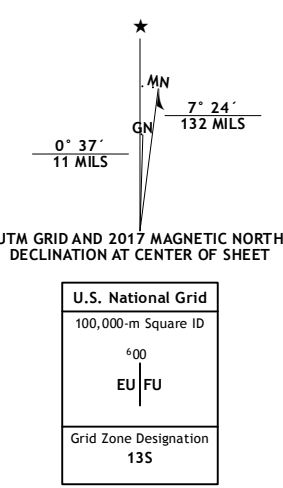 ★
MN
GN
7° 24´
132 MILS
0° 37´
11 MILS
UTM GRID AND 2017 MAGNETIC NORTH
DECLINATION AT CENTER OF SHEET
U.S. National Grid
100,000-m Square ID
⁶00
EU FU
Grid Zone Designation
13S